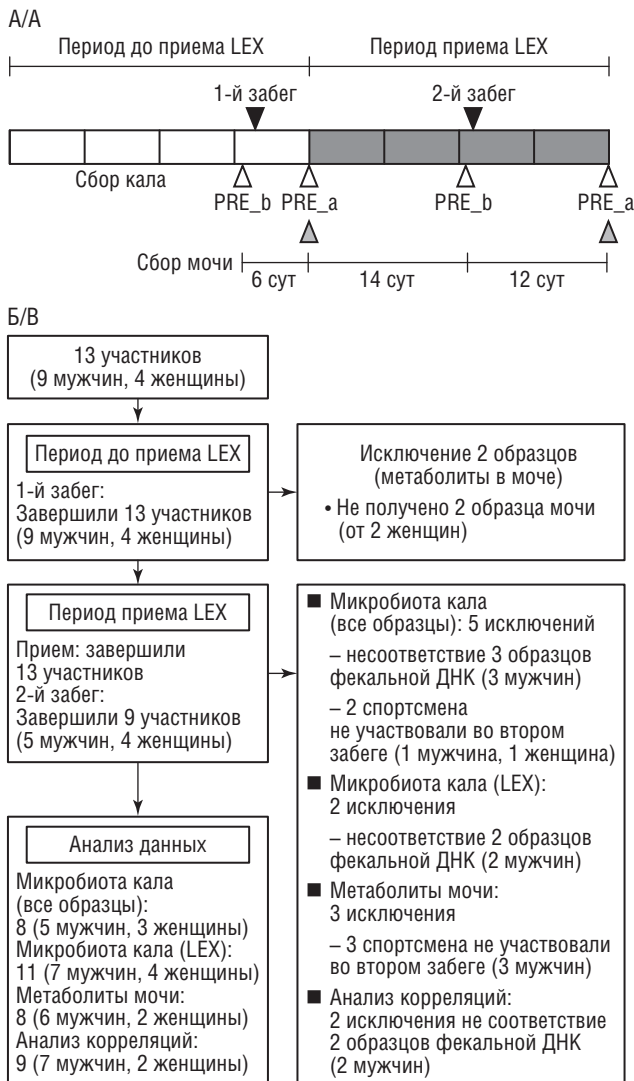 А/A
Период до приема LEX
Период приема LEX
1-й забег
2-й забег
Сбор кала
PRE_b
PRE_a
PRE_b
PRE_a
Сбор мочи
6 сут
14 сут
12 сут
Б/B
13 участников
(9 мужчин, 4 женщины)
Период до приема LEX
1-й забег:
Завершили 13 участников
(9 мужчин, 4 женщины)
Исключение 2 образцов
(метаболиты в моче)
• Не получено 2 образца мочи
(от 2 женщин)
Период приема LEX
Прием: завершили
13 участников
2-й забег:
Завершили 9 участников
(5 мужчин, 4 женщины)
■ Микробиота кала
(все образцы): 5 исключений
– несоответствие 3 образцов
фекальной ДНК (3 мужчин)
– 2 спортсмена
не участвовали во втором
забеге (1 мужчина, 1 женщина)
■ Микробиота кала (LEX):
2 исключения
– несоответствие 2 образцов
фекальной ДНК (2 мужчин)
■ Метаболиты мочи:
3 исключения
– 3 спортсмена не участвовали
во втором забеге (3 мужчин)
■ Анализ корреляций:
2 исключения не соответствие
2 образцов фекальной ДНК
(2 мужчин)
Анализ данных
Микробиота кала
(все образцы):
8 (5 мужчин, 3 женщины)
Микробиота кала (LEX):
11 (7 мужчин, 4 женщины)
Метаболиты мочи:
8 (6 мужчин, 2 женщины)
Анализ корреляций:
9 (7 мужчин, 2 женщины)